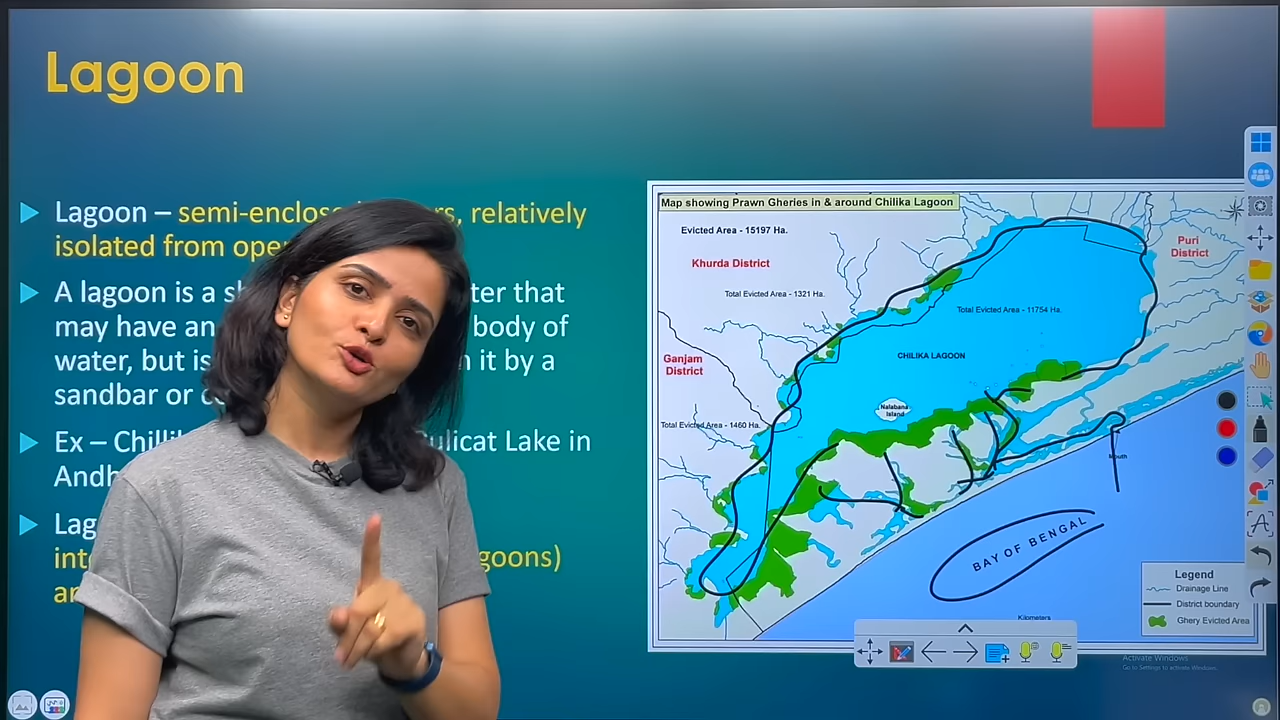 Lagoon
Lagoon – semi-enclose rs, relatively
isolated from ope
A lagoon is a s ter that
may have an body of
water, but is it by a
sandbar or
Ex – Chilli ulicat Lake in
Andh
Lag
int goons)
Map showing Prawn Gheries in & around Chilika Lagoon
Evicted Area - 15197 Ha.
Khurda District
Puri
District
Total Evicted Area - 1321 Ha.
Total Evicted Area - 11754 Ha.
CHILIKA LAGOON
Ganjam
District
Nalabana
Island
Total Evicted Area - 1460 Ha.
Mouth
BAY OF BENGAL
Legend
Drainage Line
District boundary
Ghery Evicted Area
Kilometers
Activate Windows
Go to Settings to activate Windows.